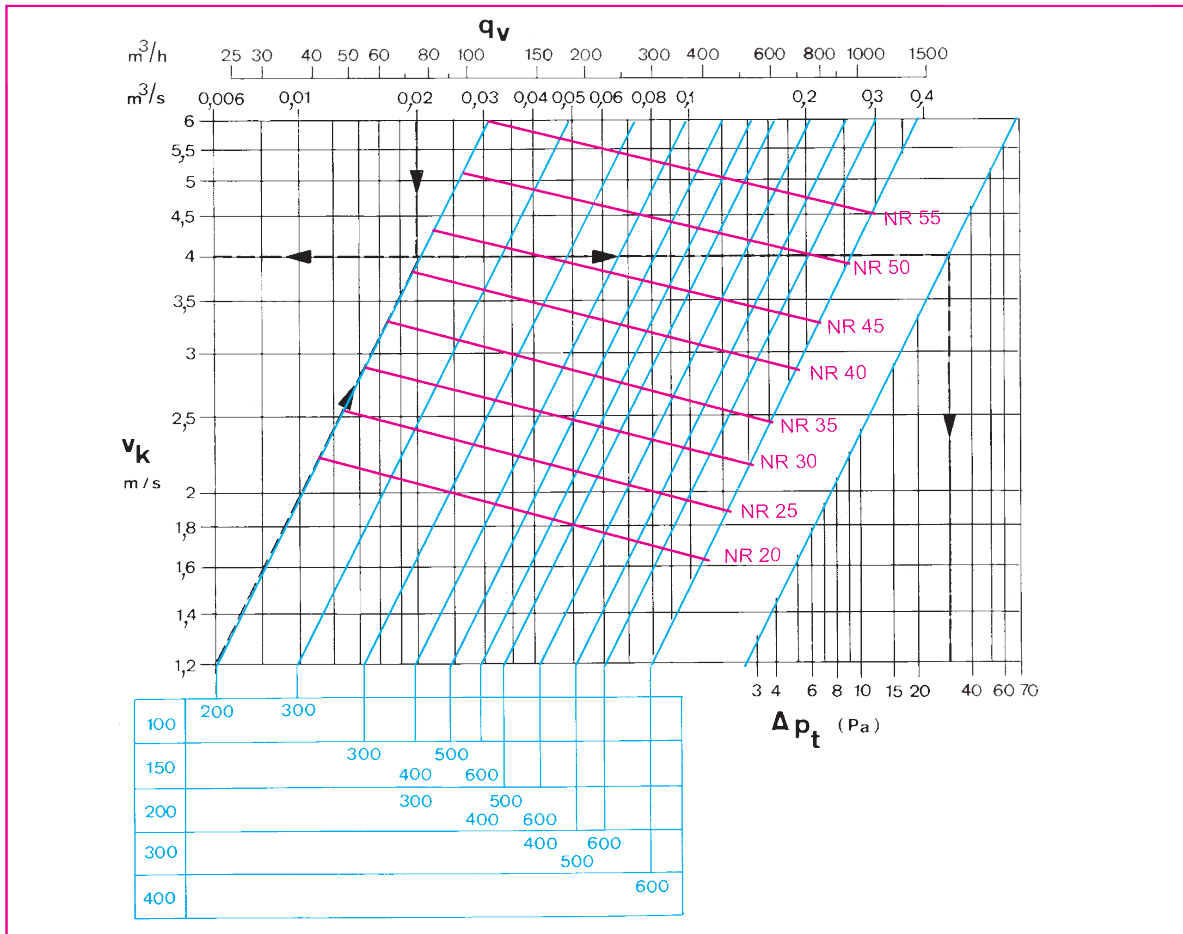 qv
m³/h 25 30 40 50 60 80 100 150 200 300 400 600 800 1000 1500
m³/s 0,006 0,01 0,02 0,03 0,04 0,05 0,06 0,08 0,1 0,2 0,3 0,4
6
5,5
5
4,5
4
3,5
3
2,5
2
1,8
1,6
1,4
1,2
vk
m/s
NR 55
NR 50
NR 45
NR 40
NR 35
NR 30
NR 25
NR 20
3 4 6 8 10 15 20 40 60 70
Δpt (Pa)
100 200 300
150 300 500
400 600
200 300 500
400 600
300 400 600
500
400 600